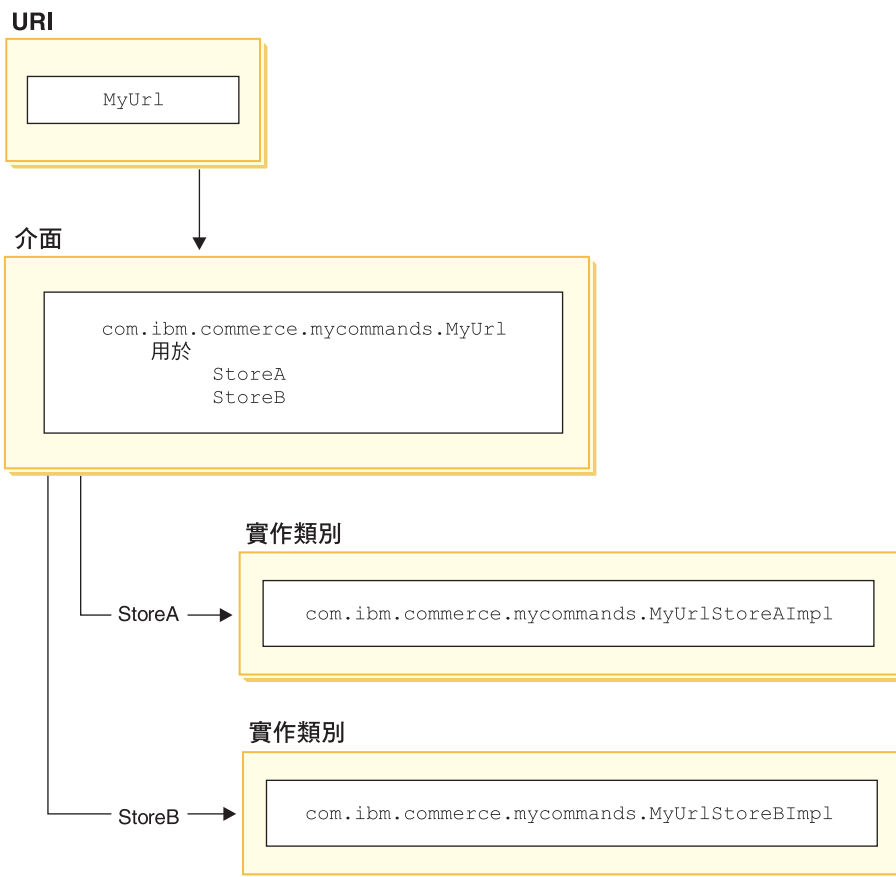 URI
MyUrl
介面
com.ibm.commerce.mycommands.MyUrl
用於
StoreA
StoreB
實作類別
StoreA
com.ibm.commerce.mycommands.MyUrlStoreAImpl
實作類別
StoreB
com.ibm.commerce.mycommands.MyUrlStoreBImpl